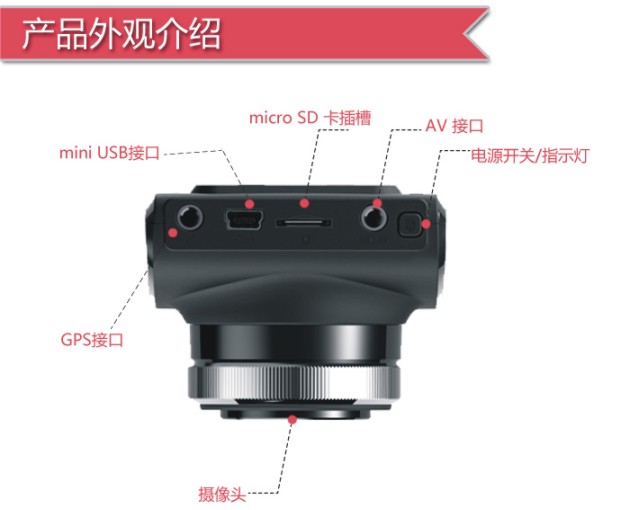 产品外观介绍
micro SD 卡插槽
AV 接口
mini USB接口
电源开关/指示灯
GPS接口
摄像头